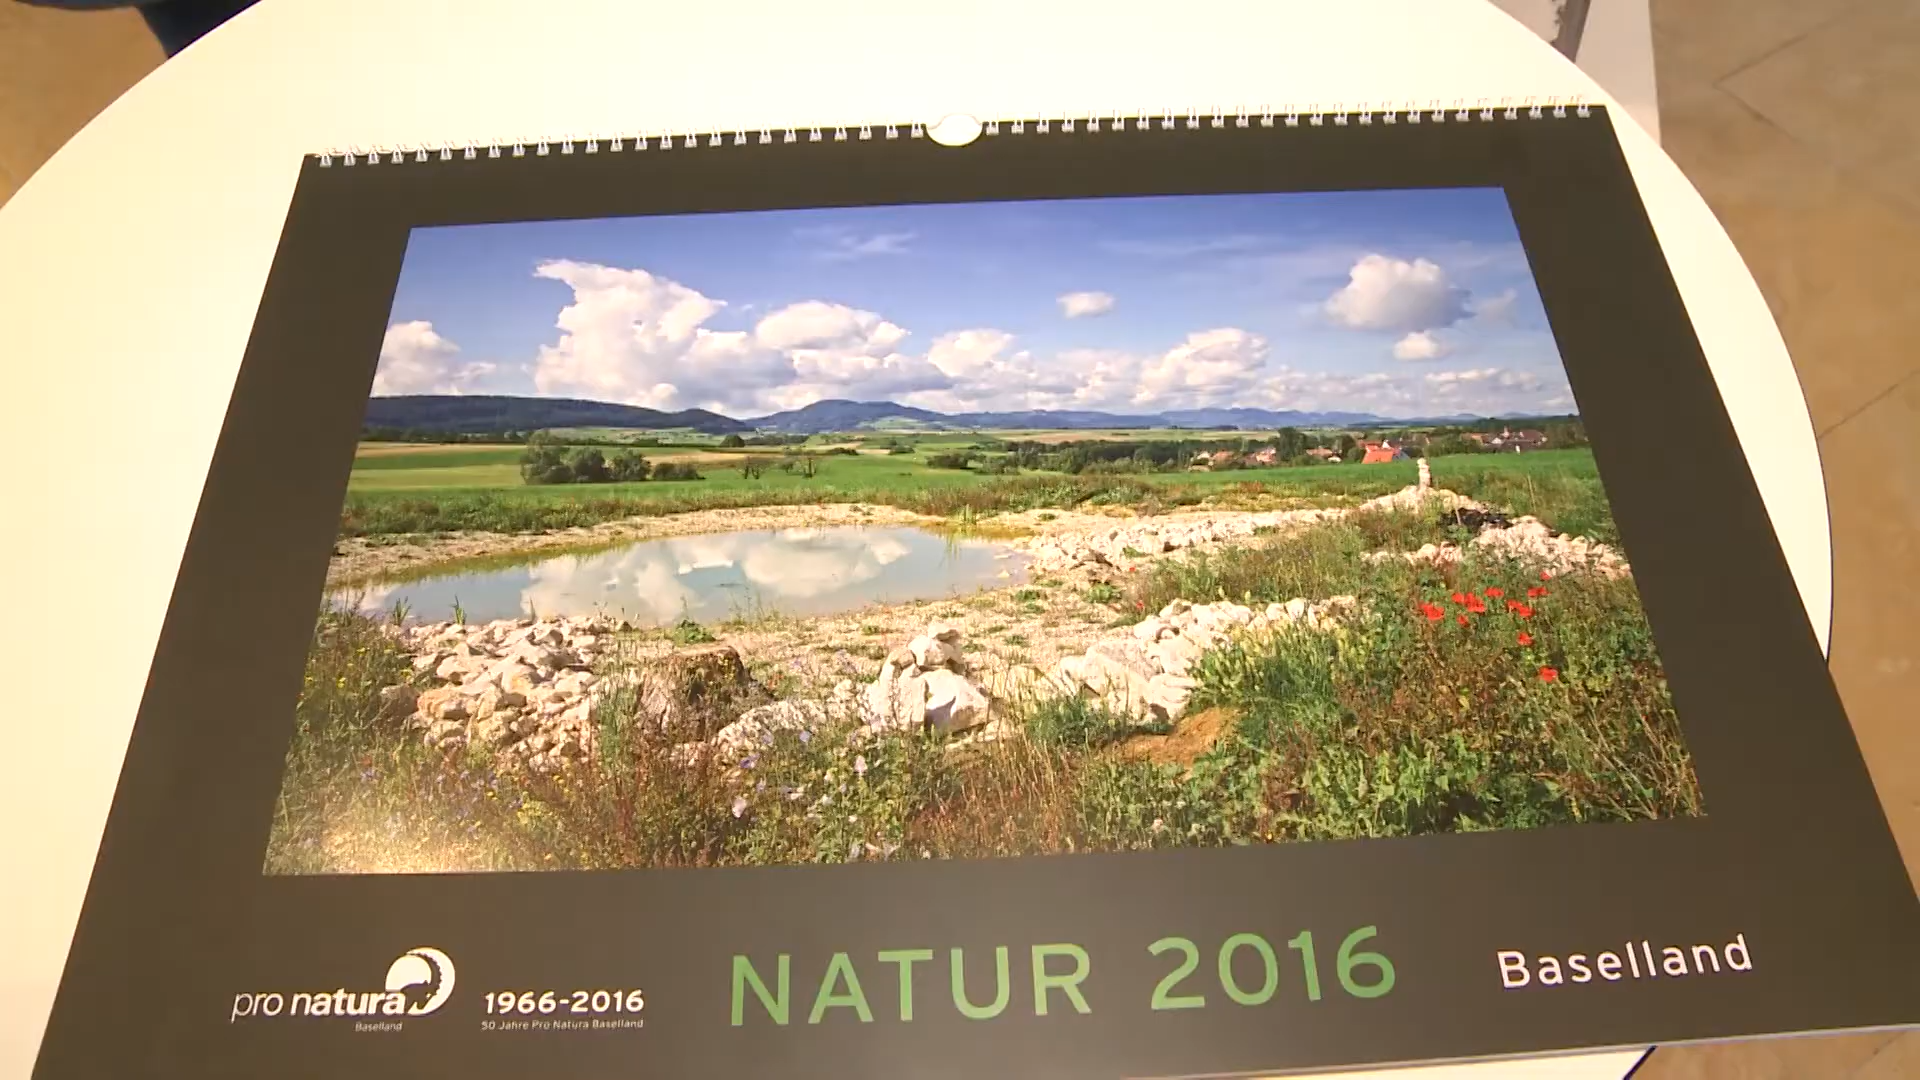 pro natura
Baselland
1966-2016
50 Jahre Pro Natura Baselland
NATUR 2016
Baselland